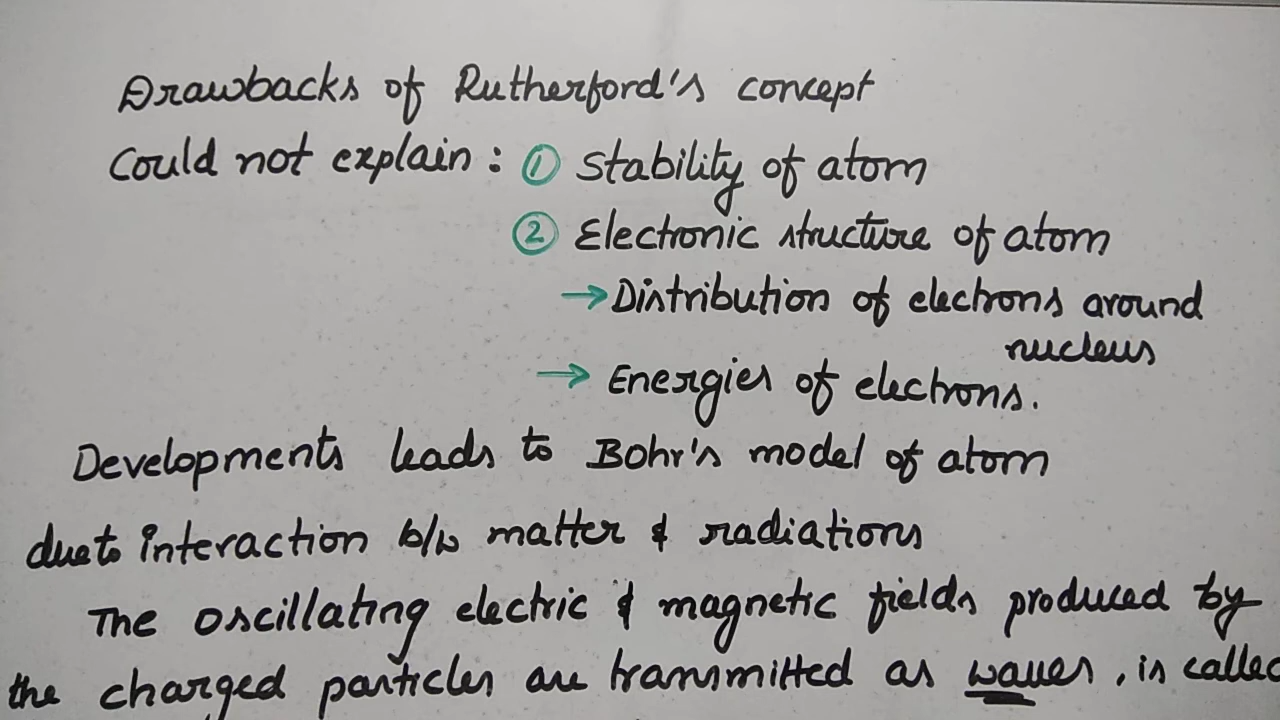 Drawbacks of Rutherford's concept
Could not explain : ① Stability of atom
② Electronic structure of atom
→ Distribution of electrons around
nucleus
→ Energies of electrons.
Developments leads to Bohr's model of atom
due to interaction b/w matter & radiations
The oscillating electric & magnetic fields produced by
the charged particles are transmitted as waves, is called